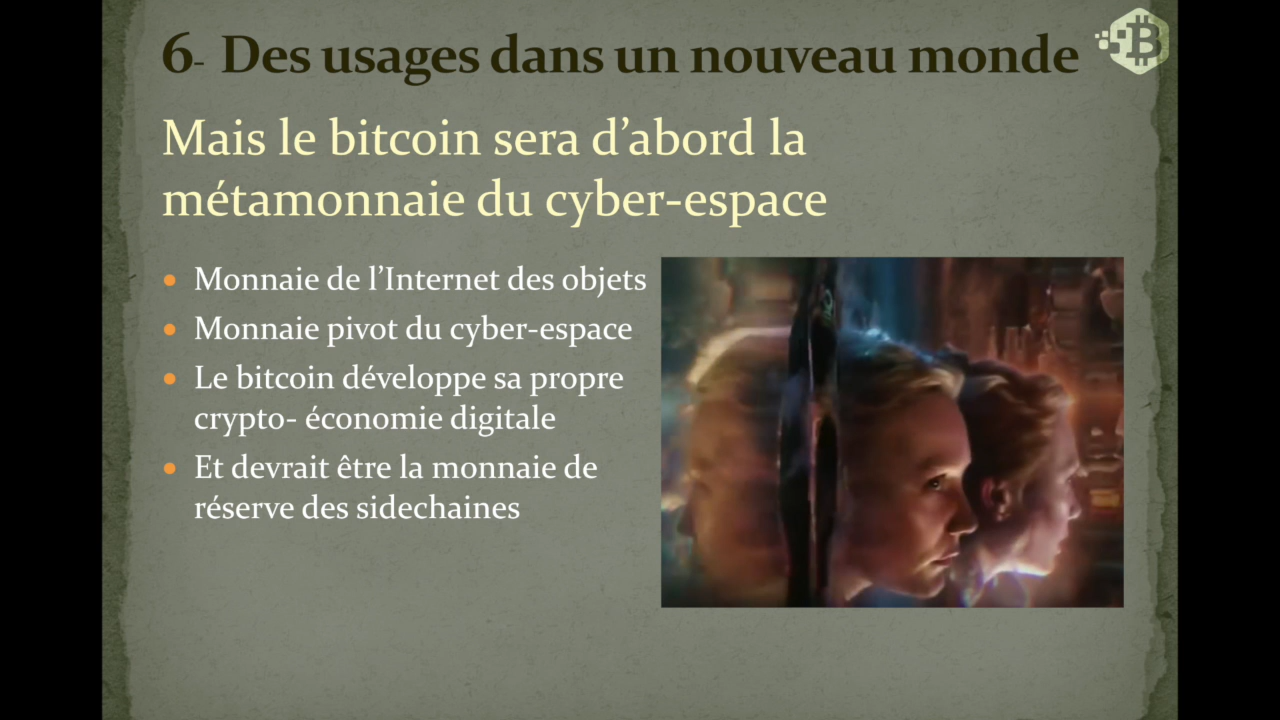 6- Des usages dans un nouveau monde
Mais le bitcoin sera d’abord la
métamonnaie du cyber-espace
• Monnaie de l’Internet des objets
• Monnaie pivot du cyber-espace
• Le bitcoin développe sa propre
crypto- économie digitale
• Et devrait être la monnaie de
réserve des sidechaines